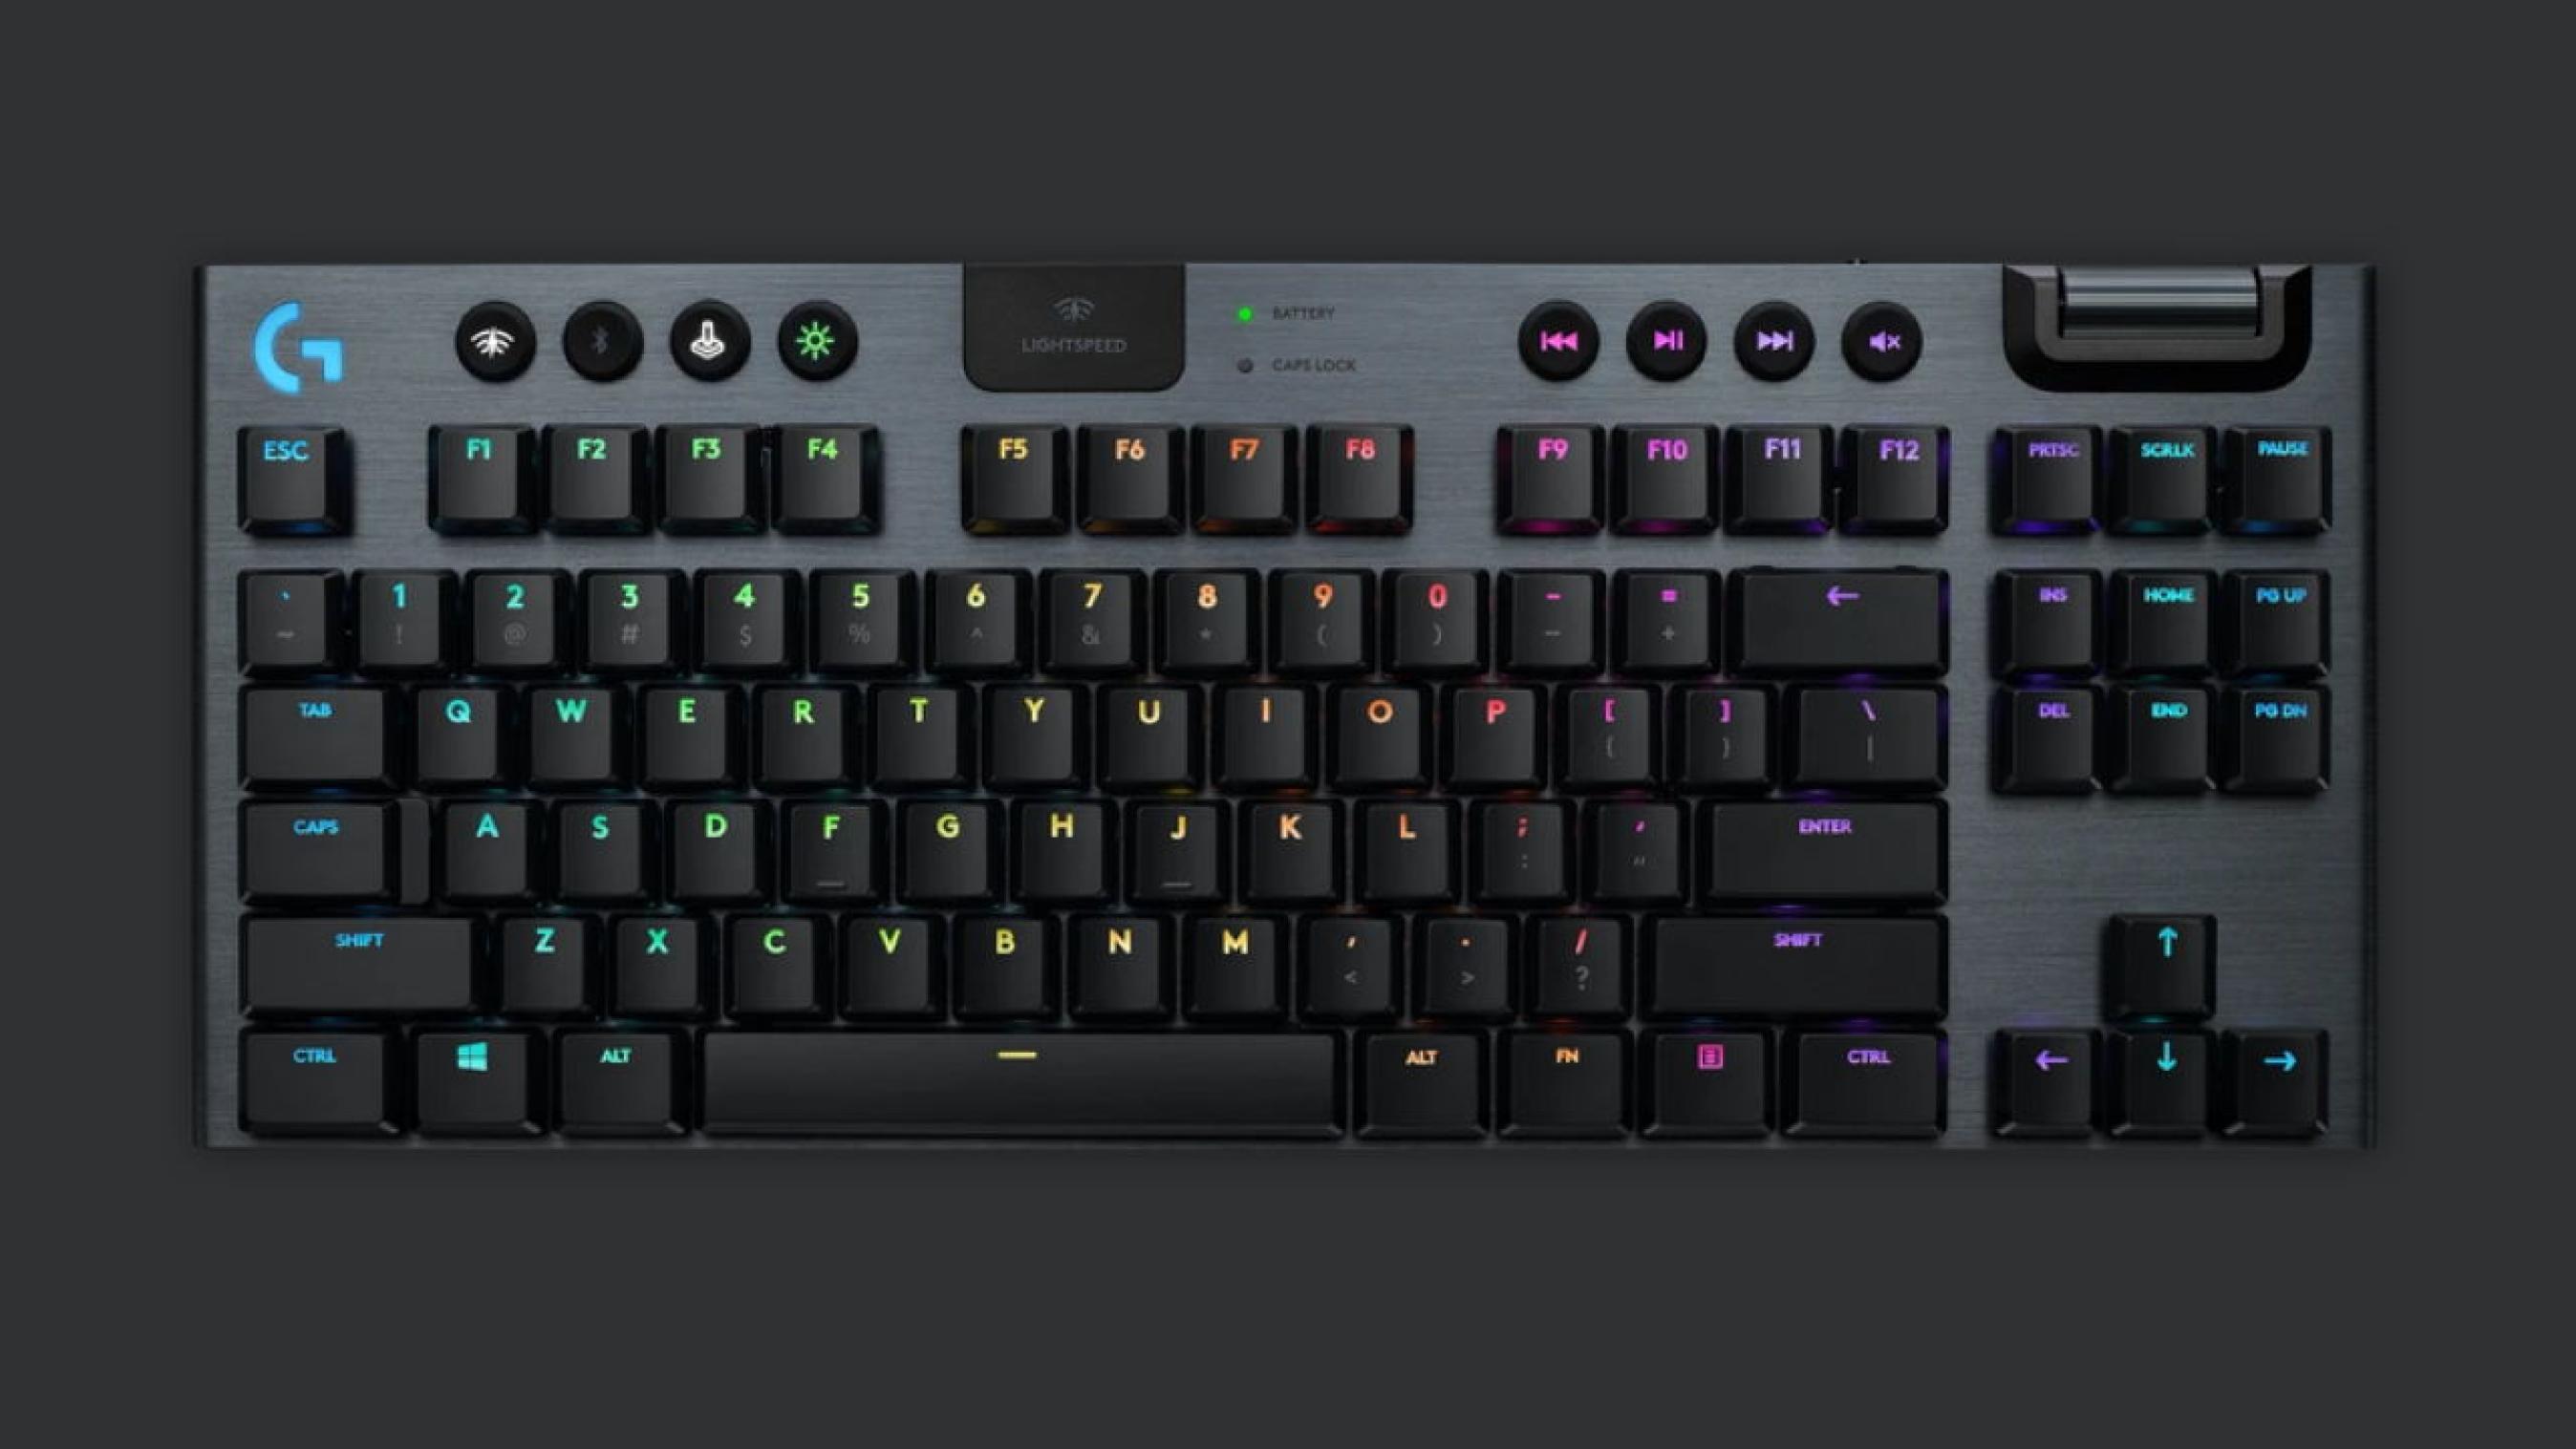 LIGHTSPEED
BATTERY
CAPS LOCK
ESC F1 F2 F3 F4 F5 F6 F7 F8 F9 F10 F11 F12 PRTSC SCRLK PAUSE
` 1 2 3 4 5 6 7 8 9 0 - = ← INS HOME PG UP
~ ! @ # $ % ^ & * ( ) _ +
TAB Q W E R T Y U I O P [ ] \ DEL END PG DN
{ } |
CAPS A S D F G H J K L ; ' ENTER
: "
SHIFT Z X C V B N M , . / SHIFT ↑
< > ?
CTRL ALT ALT FN CTRL ← ↓ →